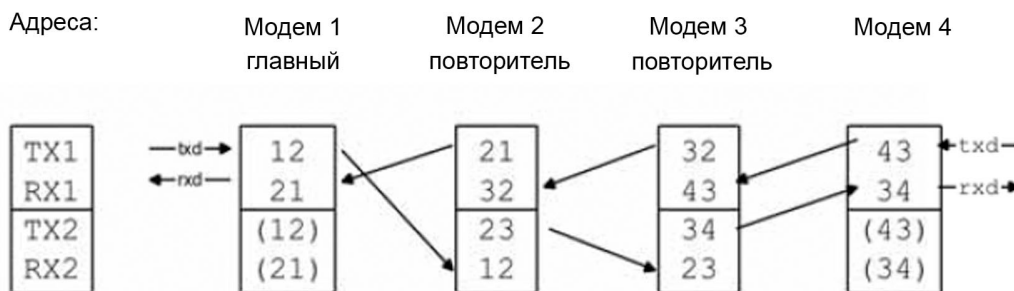 Адреса: Модем 1 Модем 2 Модем 3 Модем 4
главный повторитель повторитель
TX1 txd 12 21 32 43 txd
RX1 rxd 21 32 43 34 rxd
TX2 (12) 23 34 (43)
RX2 (21) 12 23 (34)